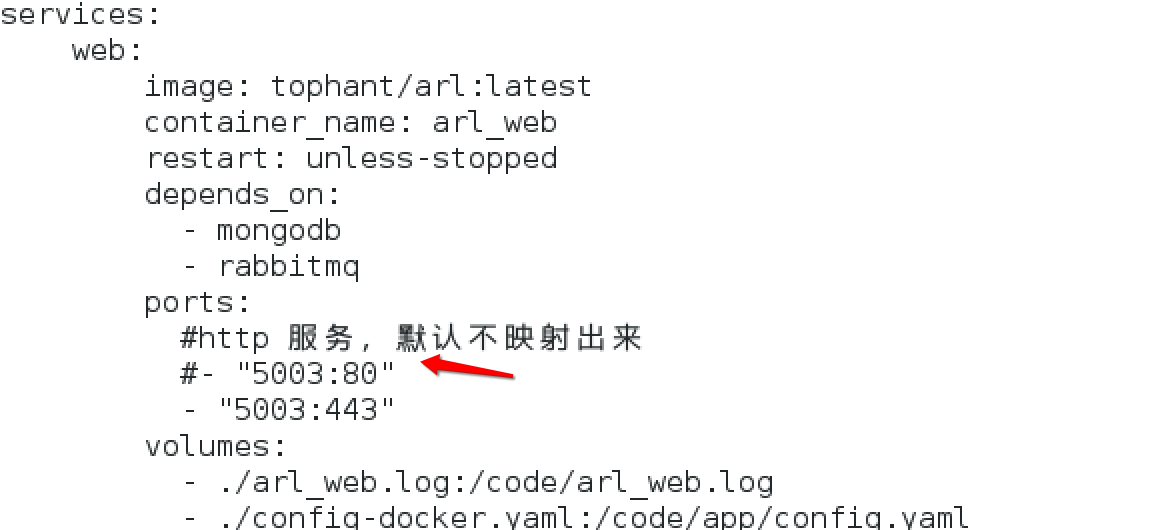 services:
    web:
        image: tophant/arl:latest
        container_name: arl_web
        restart: unless-stopped
        depends_on:
          - mongodb
          - rabbitmq
        ports:
          #http 服务，默认不映射出来
          #- "5003:80"
          - "5003:443"
        volumes:
          - ./arl_web.log:/code/arl_web.log
          - ./config-docker.yaml:/code/app/config.yaml